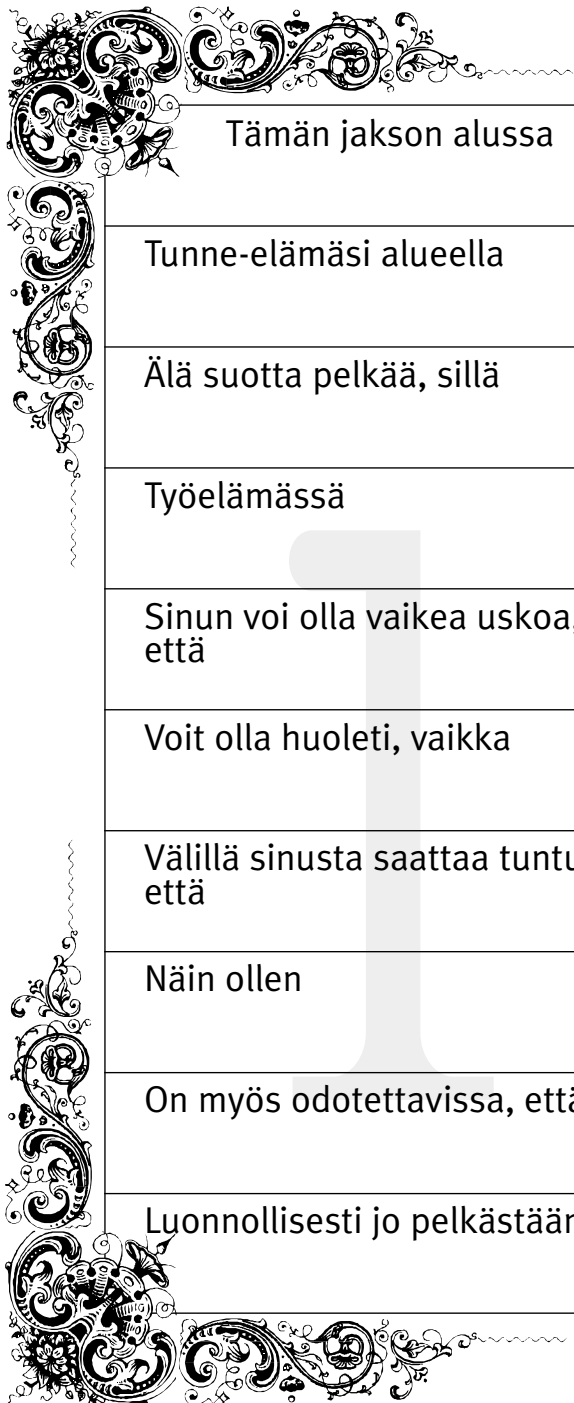 Tämän jakson alussa
Tunne-elämäsi alueella
Älä suotta pelkää, sillä
Työelämässä
Sinun voi olla vaikea uskoa,
että
Voit olla huoleti, vaikka
Välillä sinusta saattaa tuntu
että
Näin ollen
On myös odotettavissa, että
Luonnollisesti jo pelkästään
1